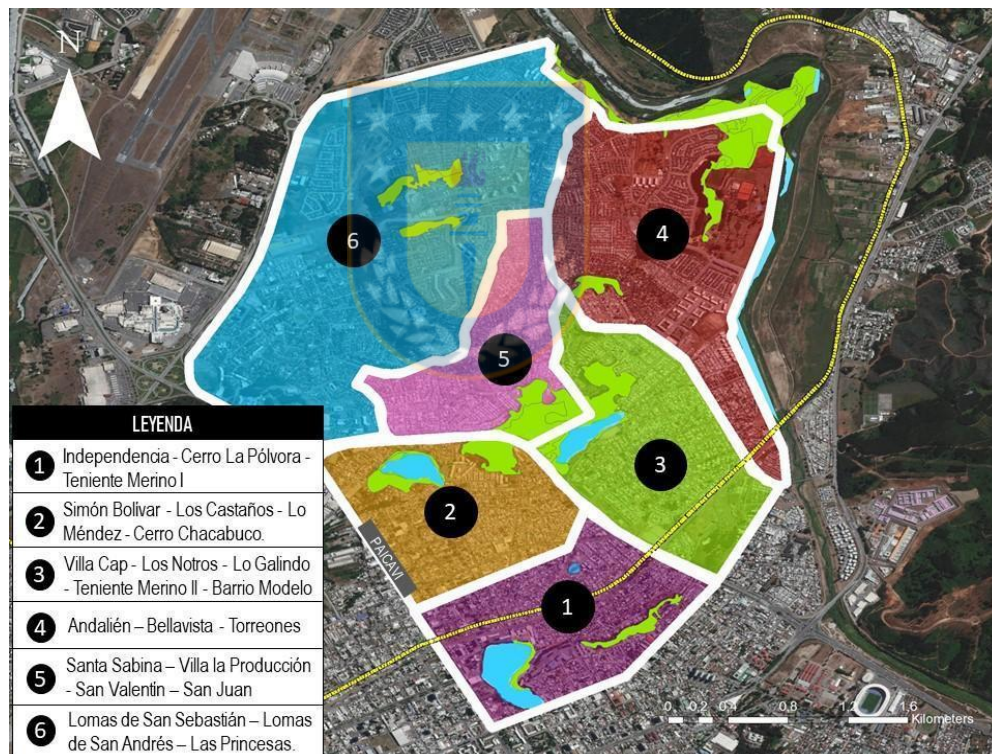 N
6
4
5
3
2
1
PAICAVI
LEYENDA
1 Independencia - Cerro La Pólvora -
Teniente Merino I
2 Simón Bolivar - Los Castaños - Lo
Méndez - Cerro Chacabuco.
3 Villa Cap - Los Notros - Lo Galindo
- Teniente Merino II - Barrio Modelo
4 Andalién – Bellavista - Torreones
5 Santa Sabina – Villa la Producción
- San Valentín – San Juan
6 Lomas de San Sebastián – Lomas
de San Andrés – Las Princesas.
0 0.2 0.4 0.8 1.2 1.6
Kilometers